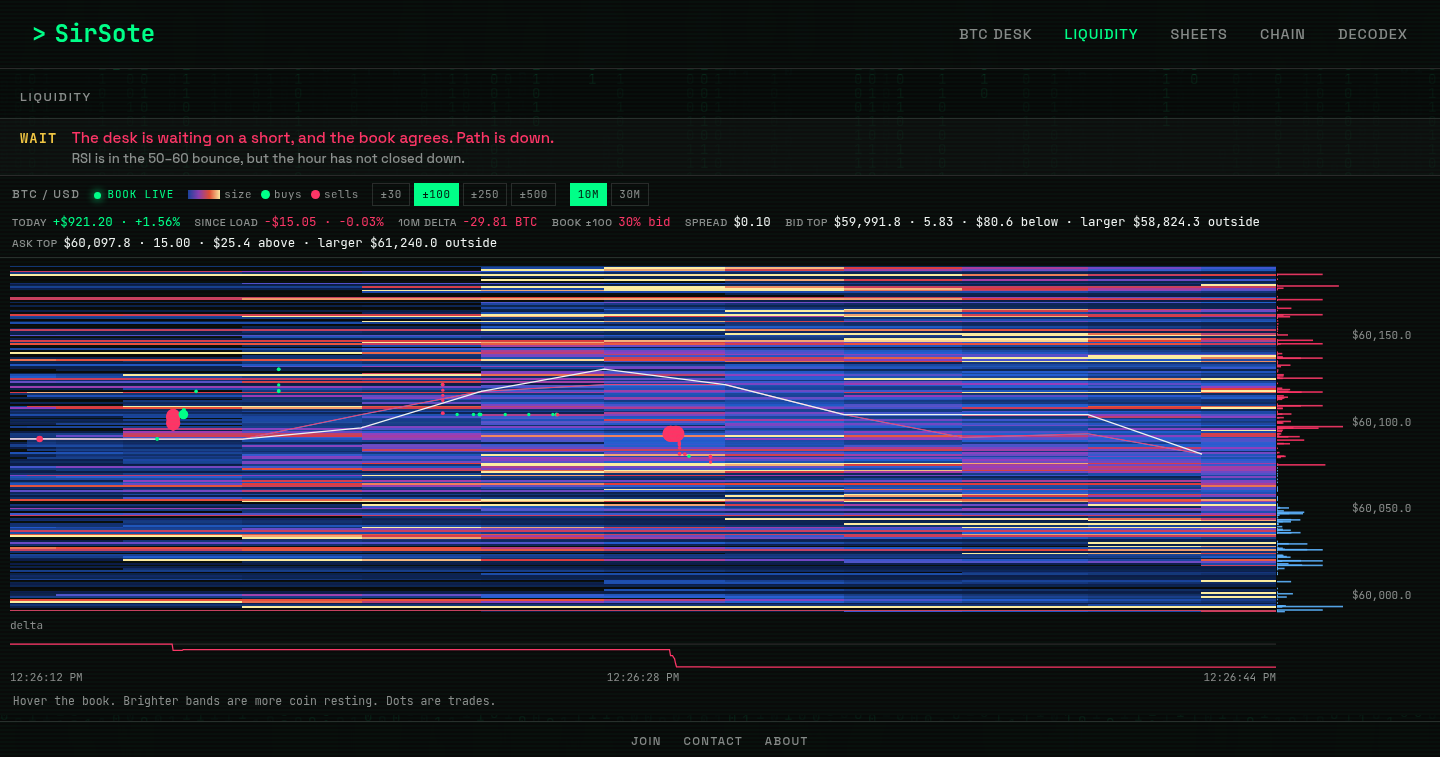 > SirSote
BTC DESK LIQUIDITY SHEETS CHAIN DECODEX
LIQUIDITY
WAIT The desk is waiting on a short, and the book agrees. Path is down.
RSI is in the 50–60 bounce, but the hour has not closed down.
BTC / USD BOOK LIVE size buys sells ±30 ±100 ±250 ±500 10M 30M
TODAY +$921.20 · +1.56% SINCE LOAD -$15.05 · -0.03% 10M DELTA -29.81 BTC BOOK ±100 30% bid SPREAD $0.10 BID TOP $59,991.8 · 5.83 · $80.6 below · larger $58,824.3 outside
ASK TOP $60,097.8 · 15.00 · $25.4 above · larger $61,240.0 outside
$60,150.0
$60,100.0
$60,050.0
$60,000.0
delta
12:26:12 PM 12:26:28 PM 12:26:44 PM
Hover the book. Brighter bands are more coin resting. Dots are trades.
JOIN CONTACT ABOUT